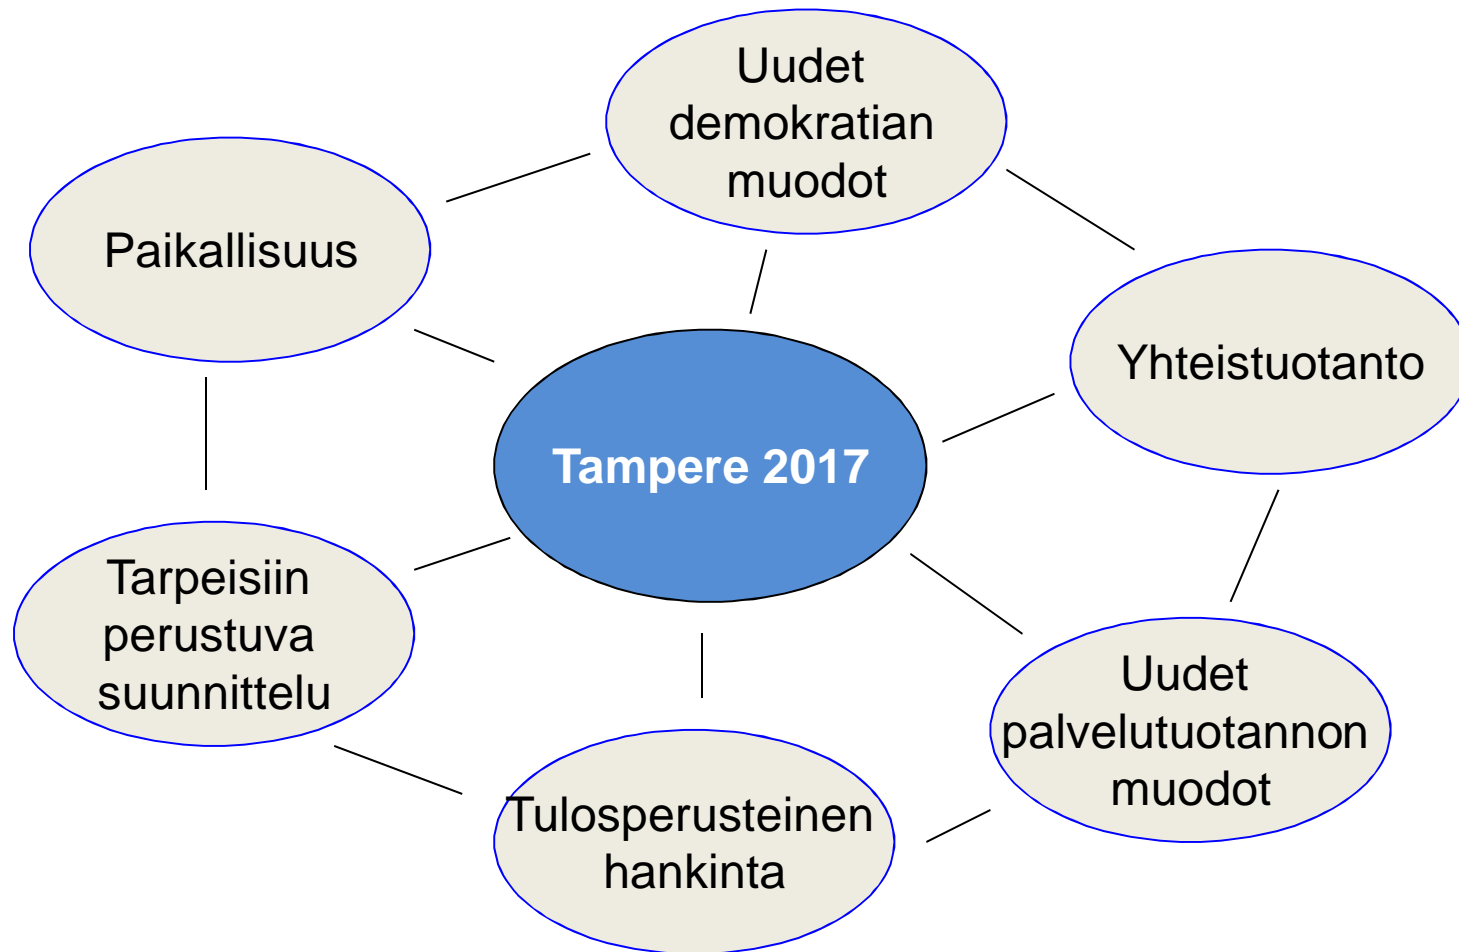 Uudet
demokratian
muodot
Paikallisuus
Yhteistuotanto
Tampere 2017
Tarpeisiin
perustuva
suunnittelu
Uudet
palvelutuotannon
muodot
Tulosperusteinen
hankinta